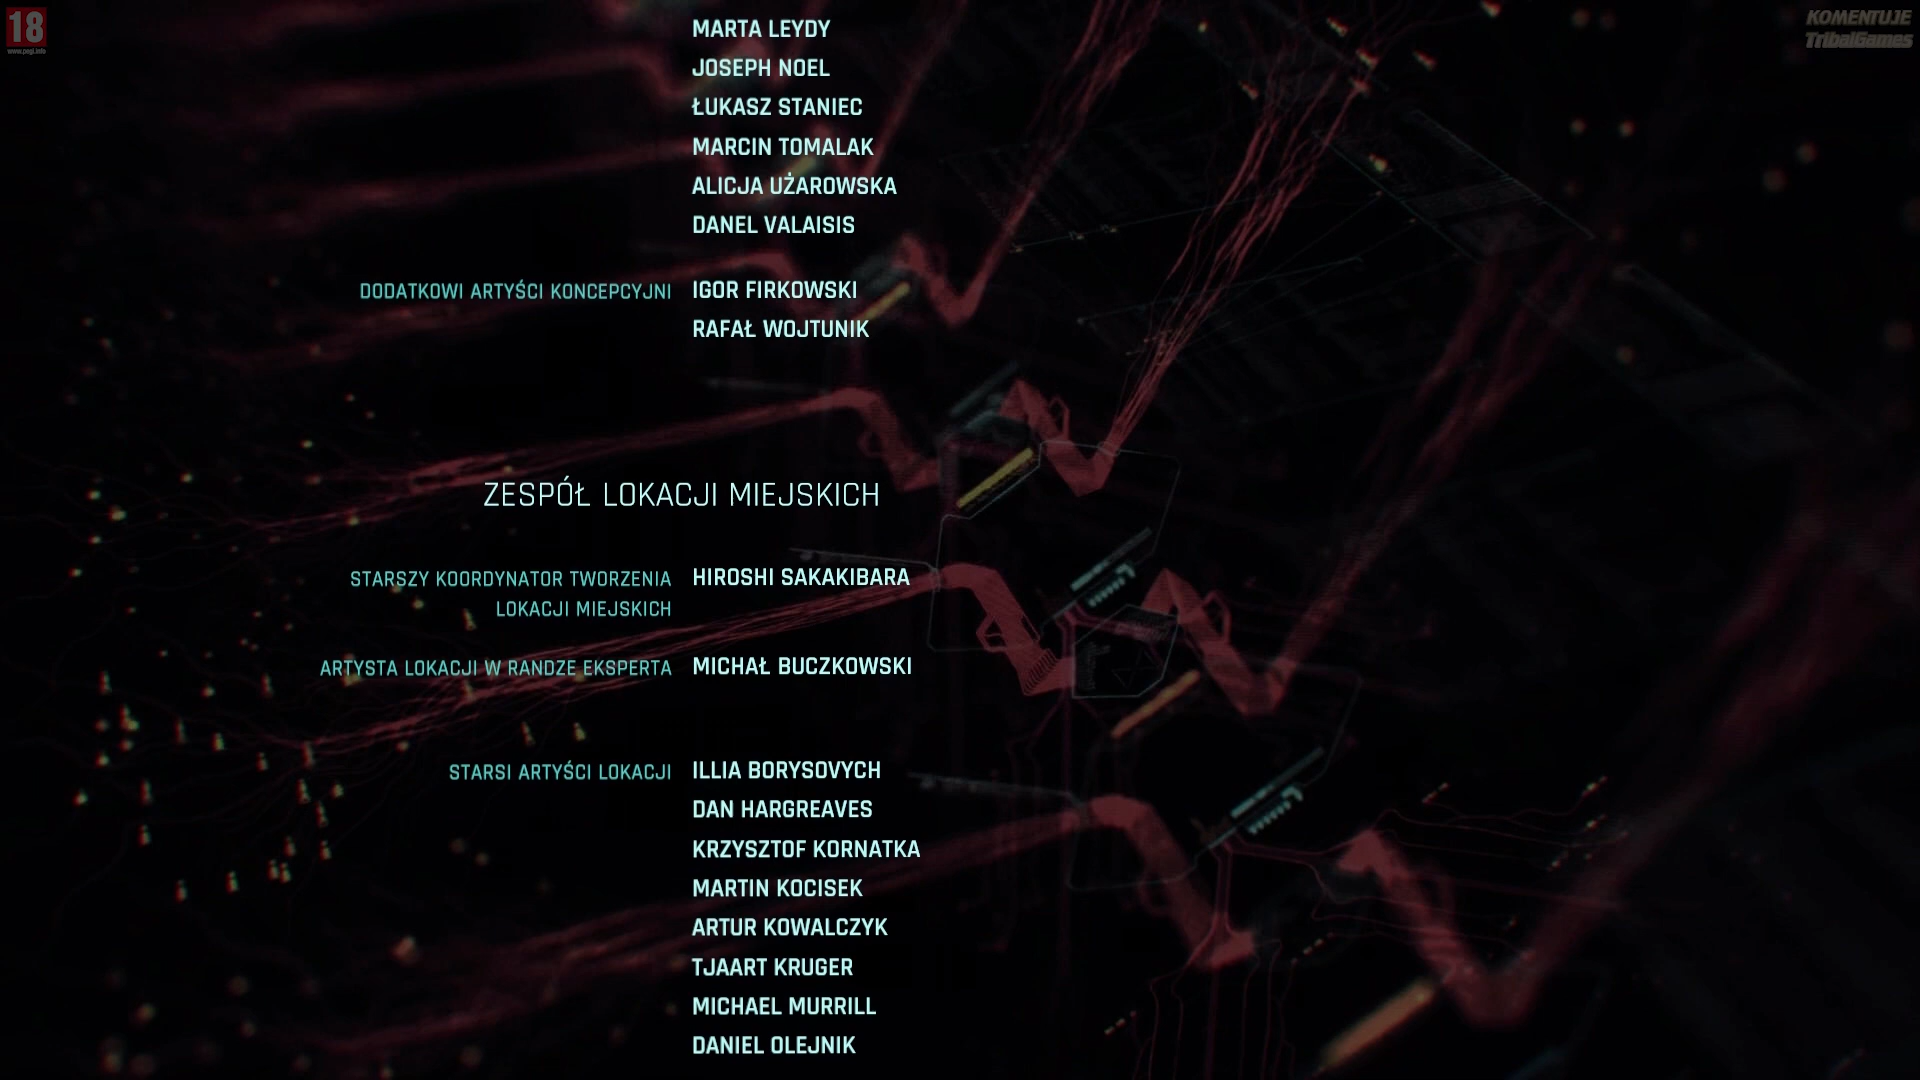 18
www.pegi.info
KOMENTUJE
TribalGames
MARTA LEYDY
JOSEPH NOEL
ŁUKASZ STANIEC
MARCIN TOMALAK
ALICJA UŻAROWSKA
DANEL VALAISIS
DODATKOWI ARTYŚCI KONCEPCYJNI IGOR FIRKOWSKI
RAFAŁ WOJTUNIK
ZESPÓŁ LOKACJI MIEJSKICH
STARSZY KOORDYNATOR TWORZENIA HIROSHI SAKAKIBARA
LOKACJI MIEJSKICH
ARTYSTA LOKACJI W RANDZE EKSPERTA MICHAŁ BUCZKOWSKI
STARSI ARTYŚCI LOKACJI ILLIA BORYSOVYCH
DAN HARGREAVES
KRZYSZTOF KORNATKA
MARTIN KOCISEK
ARTUR KOWALCZYK
TJAART KRUGER
MICHAEL MURRILL
DANIEL OLEJNIK